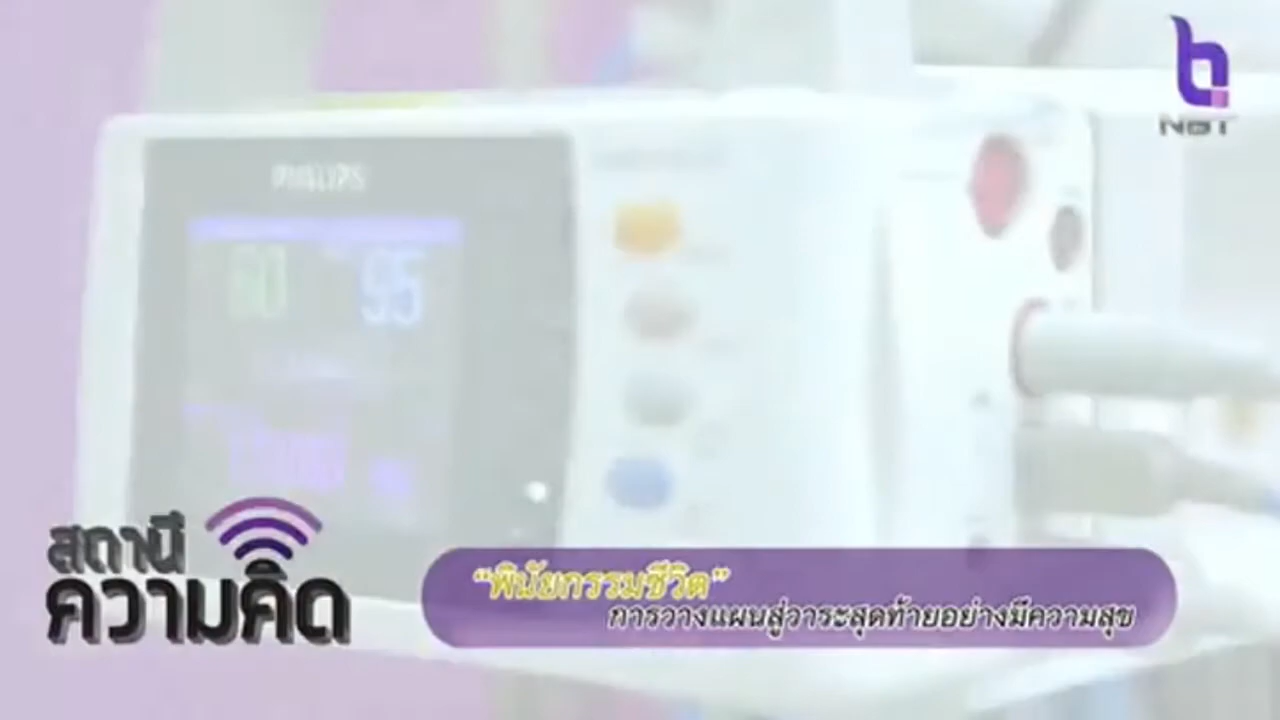 NBT
PHILIPS
60 95
สถานี
ความคิด
“พินัยกรรมชีวิต”
การวางแผนสู่วาระสุดท้ายอย่างมีความสุข